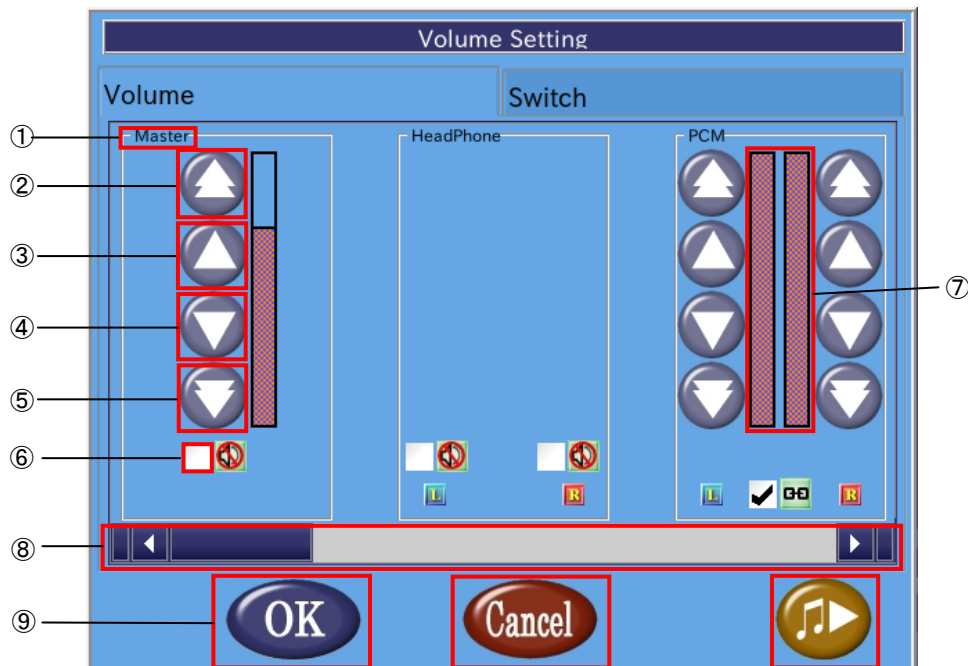 Volume Setting
Volume
Switch
① Master
HeadPhone
PCM
②
③
④
⑤
⑥
⑦
L
R
L
R
⑧
⑨
OK
Cancel